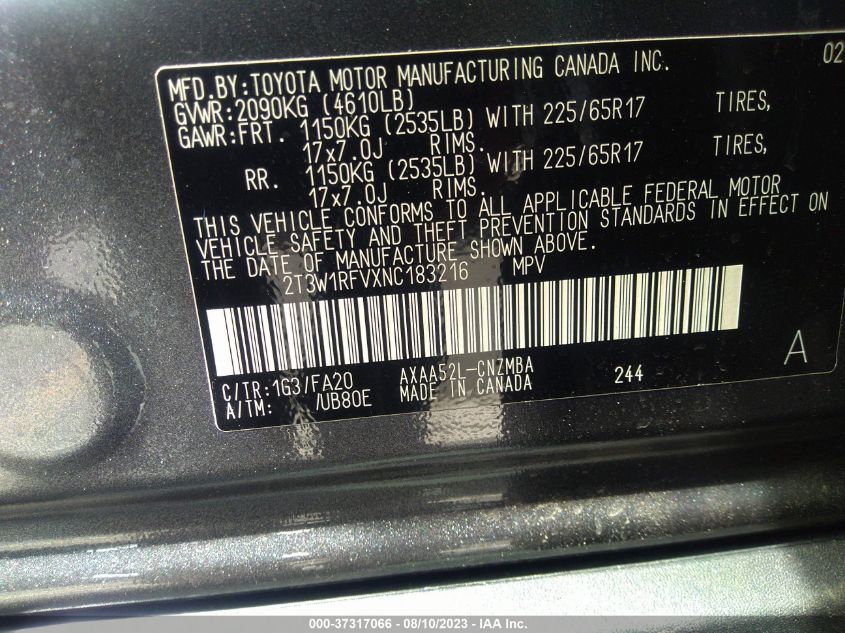 MFD.BY:TOYOTA MOTOR MANUFACTURING CANADA INC. 02
GVWR:2090KG (4610LB)
GAWR:FRT. 1150KG (2535LB) WITH 225/65R17 TIRES,
17x7.0J RIMS.
RR. 1150KG (2535LB) WITH 225/65R17 TIRES,
17x7.0J RIMS.
THIS VEHICLE CONFORMS TO ALL APPLICABLE FEDERAL MOTOR
VEHICLE SAFETY AND THEFT PREVENTION STANDARDS IN EFFECT ON
THE DATE OF MANUFACTURE SHOWN ABOVE.
2T3W1RFVXNC183216 MPV
A
C/TR:1G3/FA20 AXAA52L-CNZMBA 244
A/TM: /UB80E MADE IN CANADA
000-37317066 - 08/10/2023 - IAA Inc.